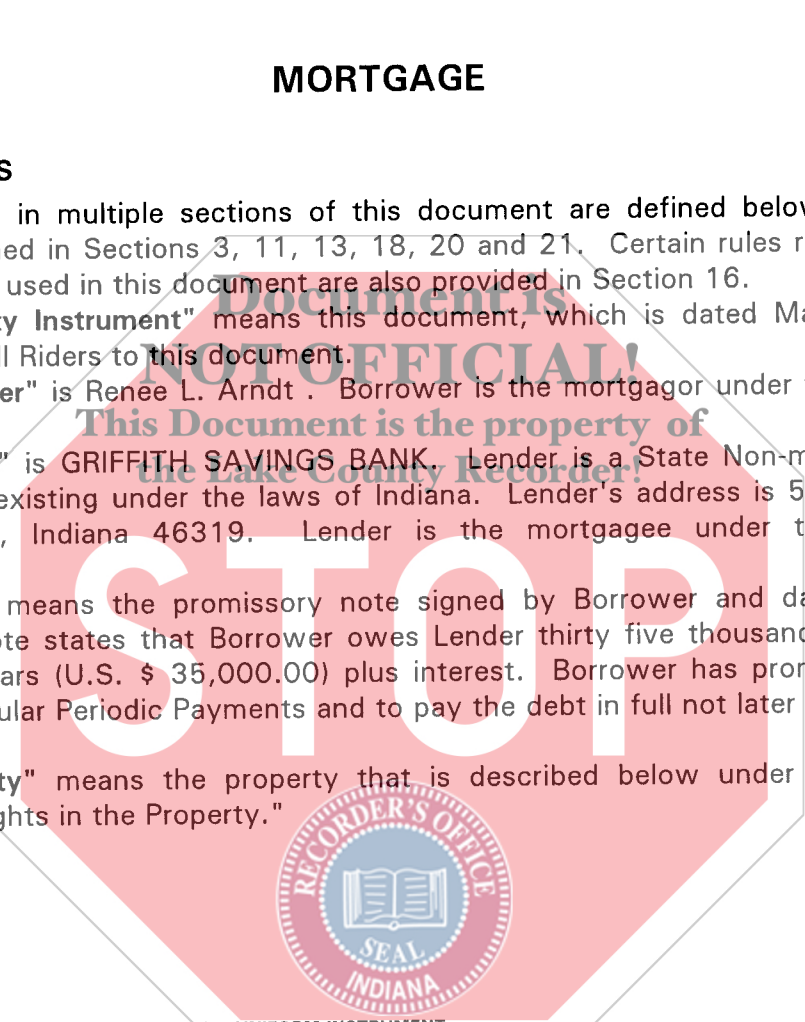 MORTGAGE
S
in multiple sections of this document are defined below
ned in Sections 3, 11, 13, 18, 20 and 21. Certain rules r
used in this document are also provided in Section 16.
Document is
ty Instrument" means this document, which is dated Ma
ll Riders to this document.
NOT OFFICIAL!
er" is Renee L. Arndt . Borrower is the mortgagor under
This Document is the property of
" is GRIFFITH SAVINGS BANK. Lender is a State Non-m
the Lake County Recorder!
existing under the laws of Indiana. Lender's address is 5
, Indiana 46319. Lender is the mortgagee under t
STOP
means the promissory note signed by Borrower and da
ote states that Borrower owes Lender thirty five thousand
ars (U.S. $ 35,000.00) plus interest. Borrower has pron
ular Periodic Payments and to pay the debt in full not later
ty" means the property that is described below under
ghts in the Property."
RECORDER'S OFFICE
SEAL
INDIANA